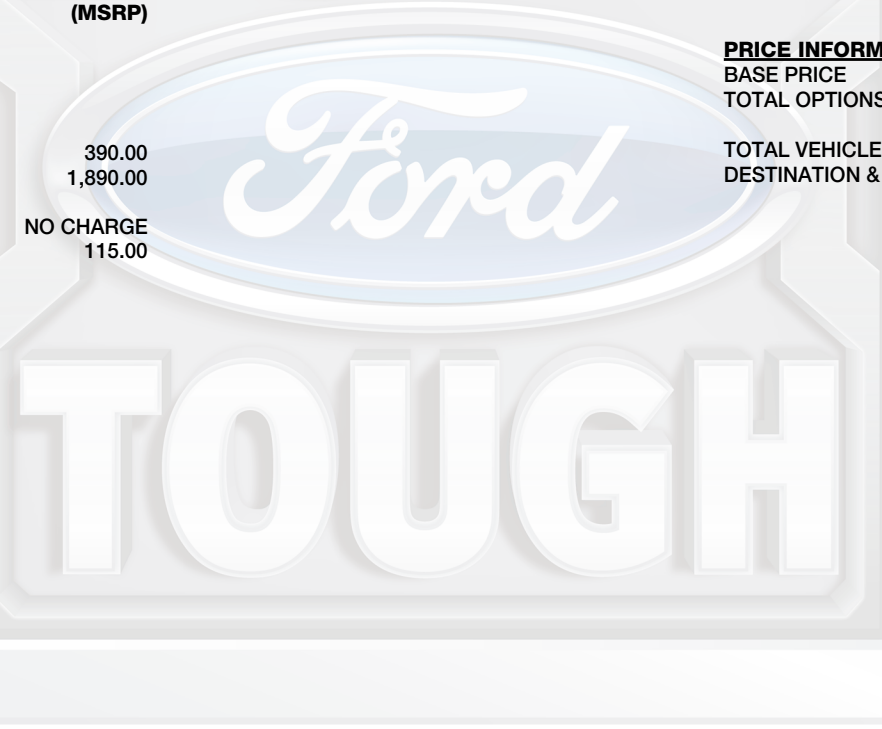 (MSRP)
390.00
1,890.00
NO CHARGE
115.00
PRICE INFORM
BASE PRICE
TOTAL OPTIONS
TOTAL VEHICLE
DESTINATION &
Ford
TOUGH